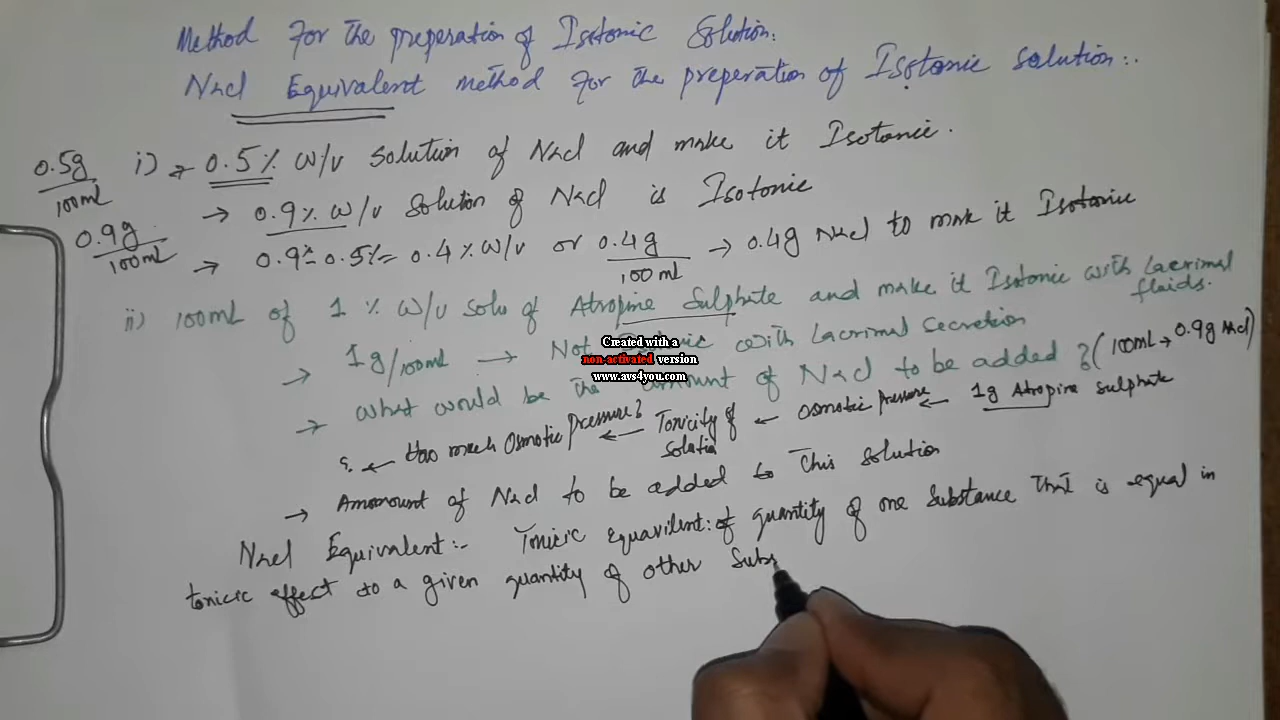 Method For the preperation of Isotonic Solution.
Nacl Equivalent method for the preperation of Isotonic solution:.
0.5g
100mL
i) → 0.5% W/V solution of Nacl and make it Isotonic.
→ 0.9% W/V solution of Nacl is Isotonic
0.9g
100mL
→ 0.9% - 0.5% = 0.4% W/V or 0.4g/100 ml → 0.4g Nacl to make it Isotonic
ii) 100mL of 1% W/V solu of Atropine Sulphate and make it Isotonic with Lacrimal fluids.
→ 1g/100mL → Not with Lacrimal Secretion
Created with a
non-activated version
www.avs4you.com
→ What would be the amount of Nacl to be added ? (100mL → 0.9g Nacl)
← How much Osmotic pressure? ← Tonicity of solution ← Osmotic pressure ← 1g Atropine sulphate
→ Amomount of Nacl to be added to This solution
Nacl Equivalent:- Tonicic equavilent: of quantity of one substance That is equal in
tonicic effect to a given quantity of other Subs